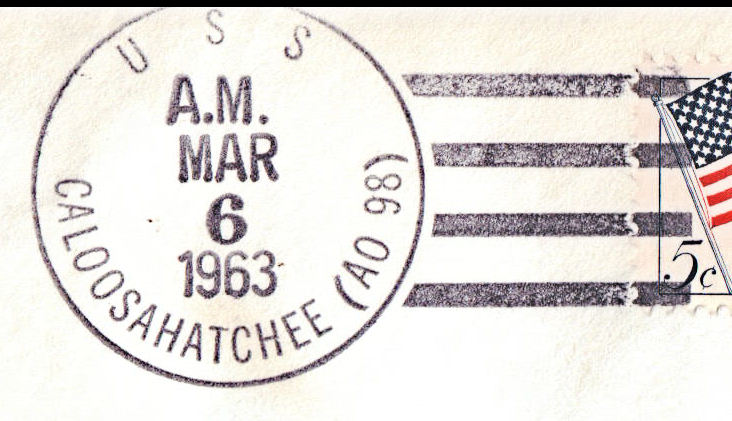 USS
A.M.
MAR
6
1963
CALOOSAHATCHEE (AO 98)
5c